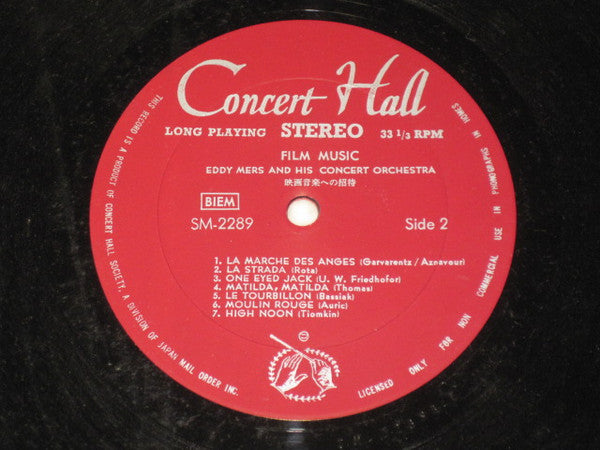 Concert Hall
LONG PLAYING STEREO 33 1/3 RPM
FILM MUSIC
EDDY MERS AND HIS CONCERT ORCHESTRA
映画音楽への招待
BIEM
SM-2289 Side 2
1. LA MARCHE DES ANGES (Garvarentz / Aznavour)
2. LA STRADA (Rota)
3. ONE EYED JACK (U. W. Friedhofer)
4. MATILDA, MATILDA (Thomas)
5. LE TOURBILLON (Bassiak)
6. MOULIN ROUGE (Auric)
7. HIGH NOON (Tiomkin)
THIS RECORD IS A PRODUCT OF CONCERT HALL SOCIETY, A DIVISION OF JAPAN MAIL ORDER INC.
LICENSED ONLY FOR NON COMMERCIAL USE IN PHONOGRAPHS IN HOMES